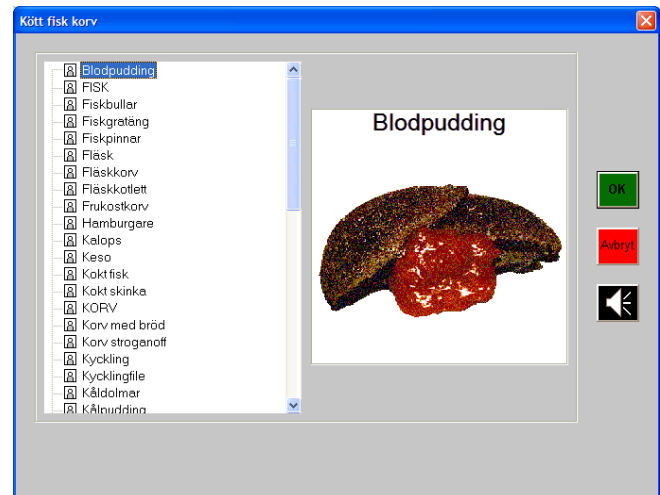 Kött fisk korv
Blodpudding
FISK
Fiskbullar
Fiskgratäng
Fiskpinnar
Fläsk
Fläskkorv
Fläskkotlett
Frukostkorv
Hamburgare
Kalops
Keso
Kokt fisk
Kokt skinka
KORV
Korv med bröd
Korv stroganoff
Kyckling
Kycklingfile
Kåldolmar
Kålpudding
Blodpudding
OK
Avbryt